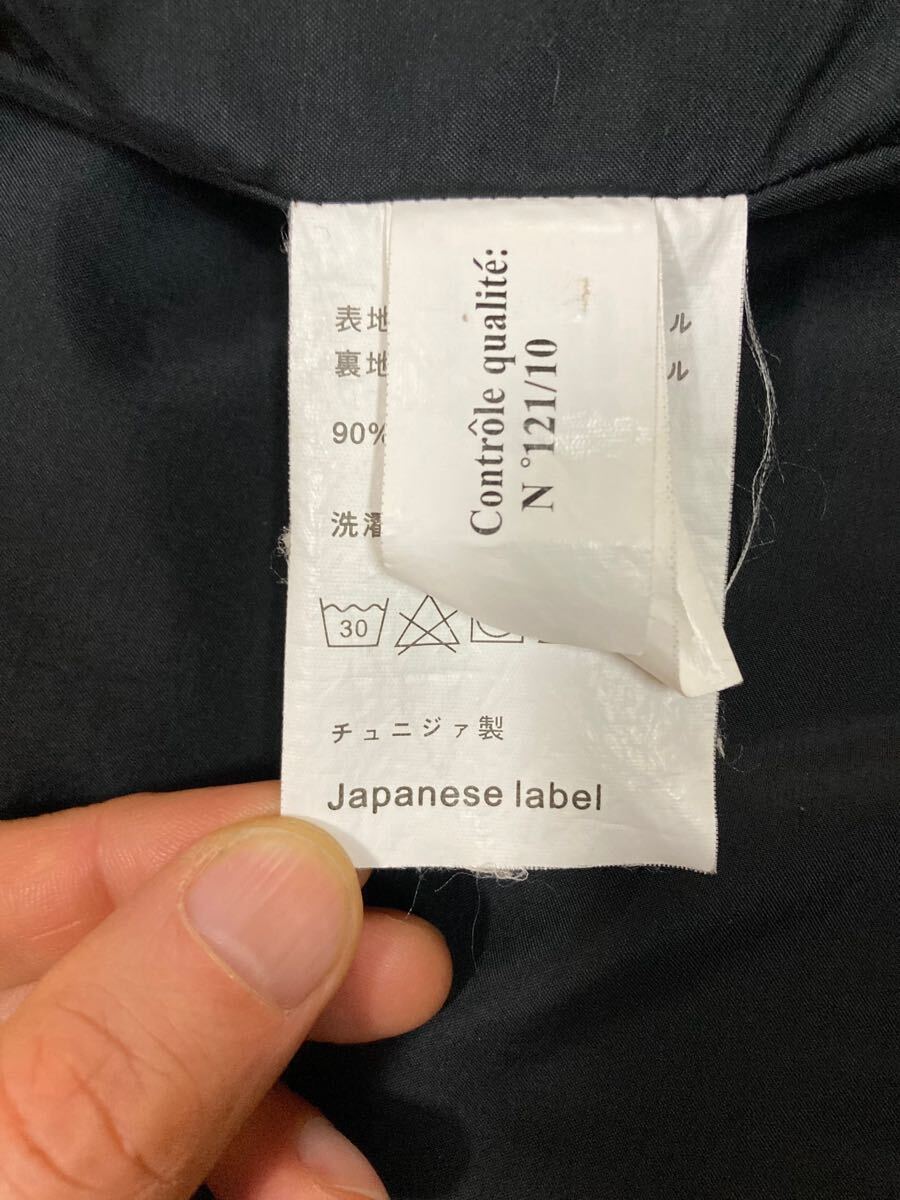 表地
ル
裏地
ル
90%
洗濯
30
チュニジァ製
Japanese label
Contrôle qualité:
N°121/10